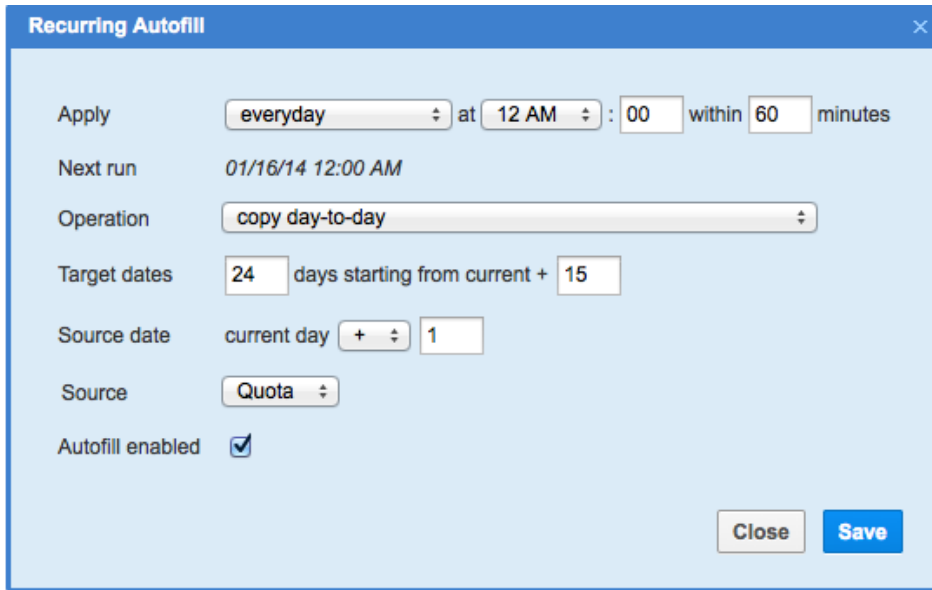 Recurring Autofill
Apply everyday at 12 AM : 00 within 60 minutes
Next run 01/16/14 12:00 AM
Operation copy day-to-day
Target dates 24 days starting from current + 15
Source date current day + 1
Source Quota
Autofill enabled
Close Save